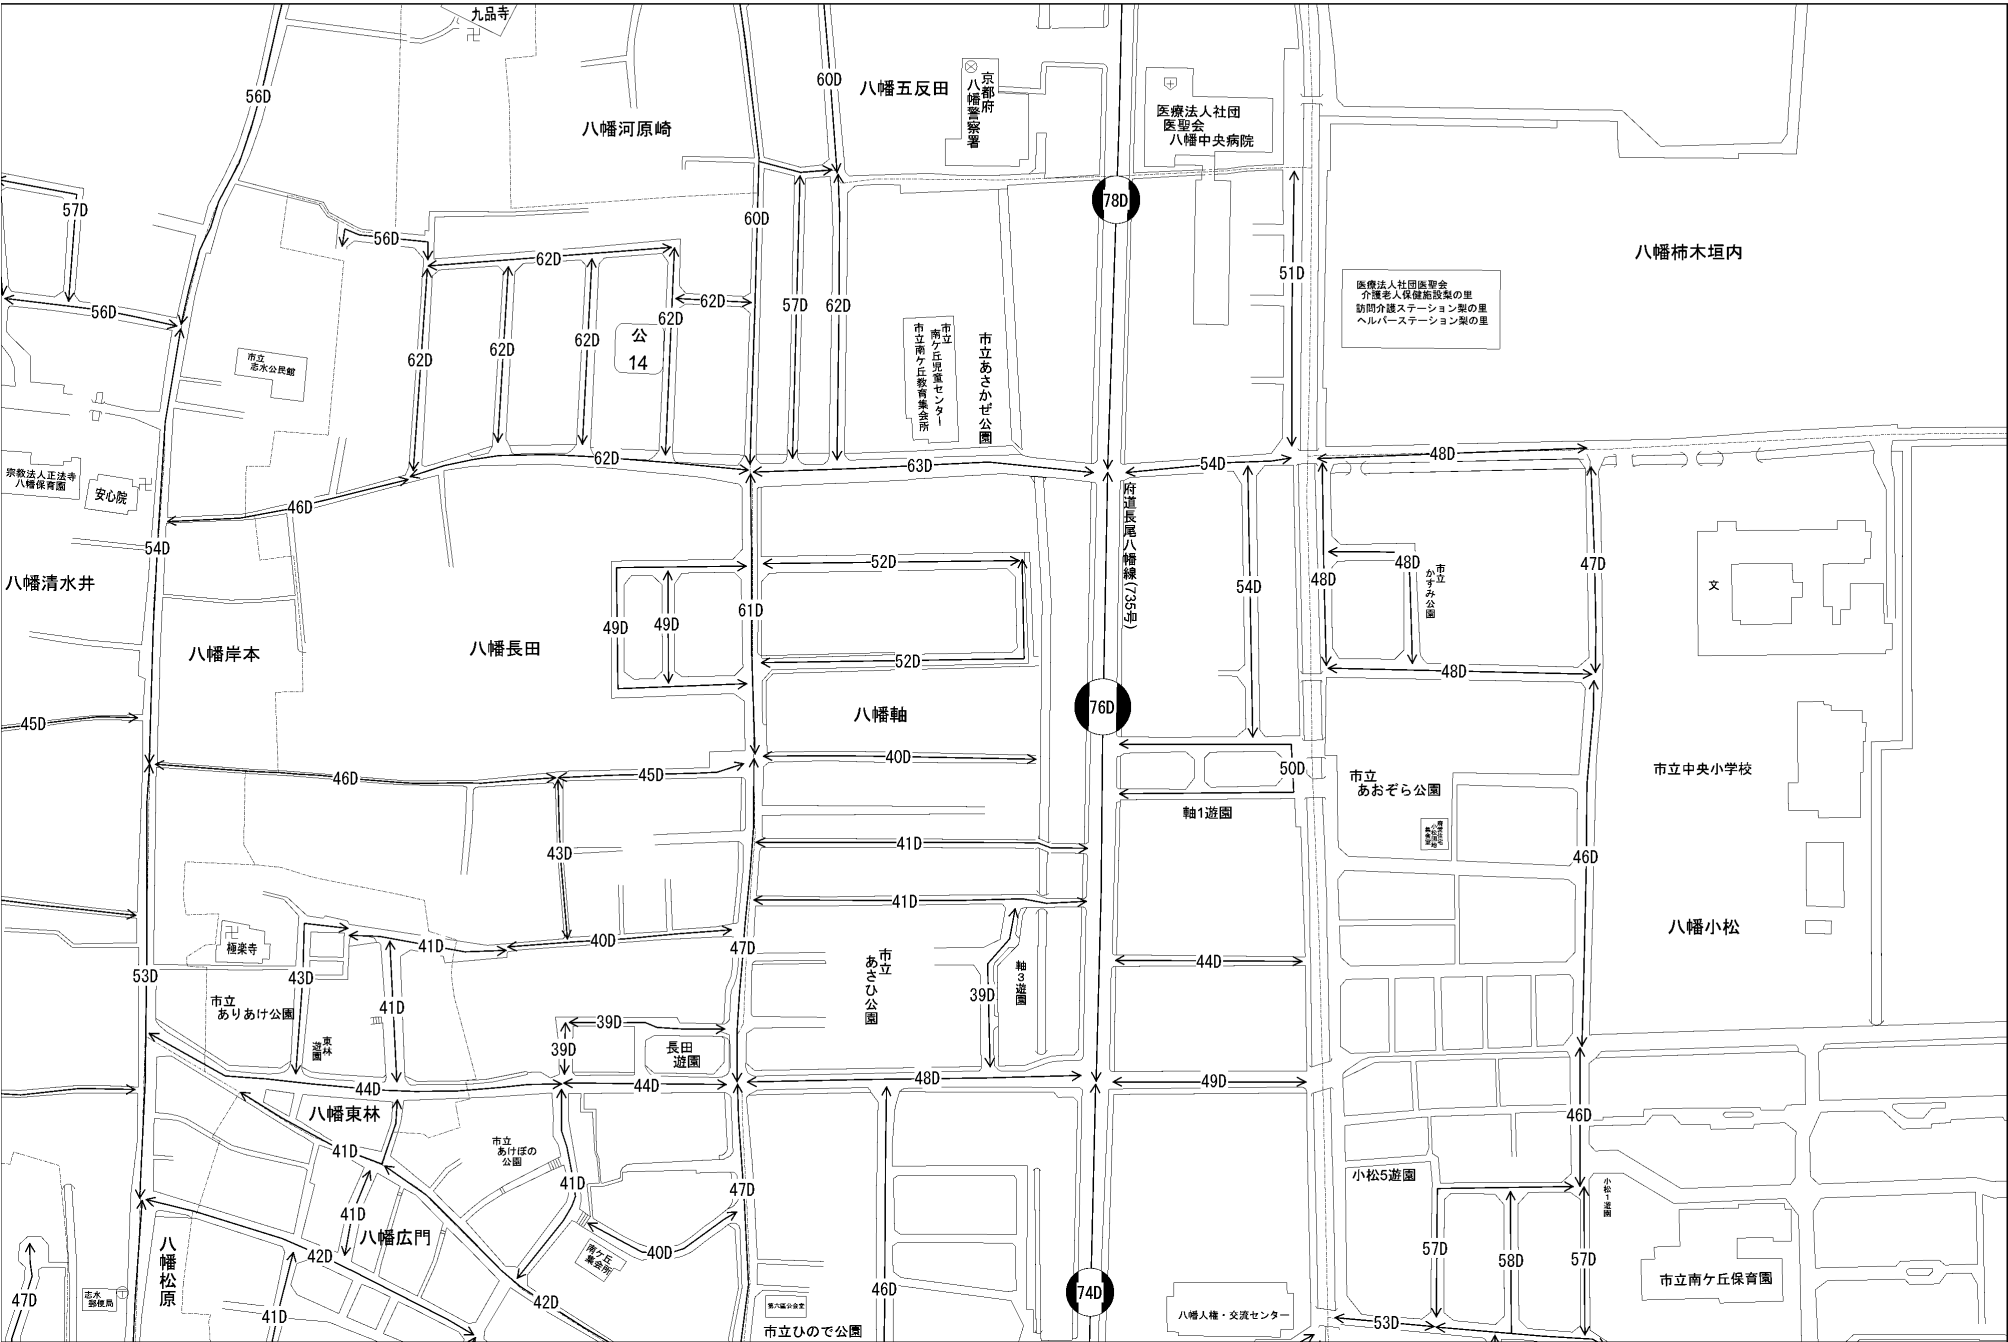 九品寺
56D
八幡河原崎
60D
八幡五反田
京都府
八幡警察署
医療法人社団
医聖会
八幡中央病院
57D
56D
56D
62D
60D
78D
八幡柿木垣内
51D
医療法人社団医聖会
介護老人保健施設梨の里
訪問介護ステーション梨の里
ヘルパーステーション梨の里
62D
57D
62D
62D
62D
62D
62D
公
14
市立
志水公民館
市立
南ケ丘児童センター
市立南ケ丘教育集会所
市立あさかぜ公園
宗教法人正法寺
八幡保育園
安心院
62D
63D
54D
48D
46D
54D
府道長尾八幡線(735号)
八幡清水井
八幡岸本
八幡長田
49D
49D
61D
52D
52D
54D
48D
48D
市立
かすみ公園
47D
文
48D
45D
八幡軸
76D
46D
45D
40D
50D
軸1遊園
市立
あおぞら公園
市立中央小学校
43D
41D
46D
41D
八幡小松
極楽寺
41D
40D
47D
53D
43D
市立
ありあけ公園
41D
東林
遊園
市立
あさひ公園
39D
軸3遊園
44D
39D
39D
長田
遊園
44D
44D
48D
49D
八幡東林
41D
市立
あけぼの
公園
41D
47D
46D
小松5遊園
小松1遊園
41D
八幡広門
八幡松原
42D
40D
南ケ丘
集会所
57D
58D
57D
市立南ケ丘保育園
47D
志水
郵便局
41D
42D
46D
74D
第六区公会堂
市立ひので公園
八幡人権・交流センター
53D